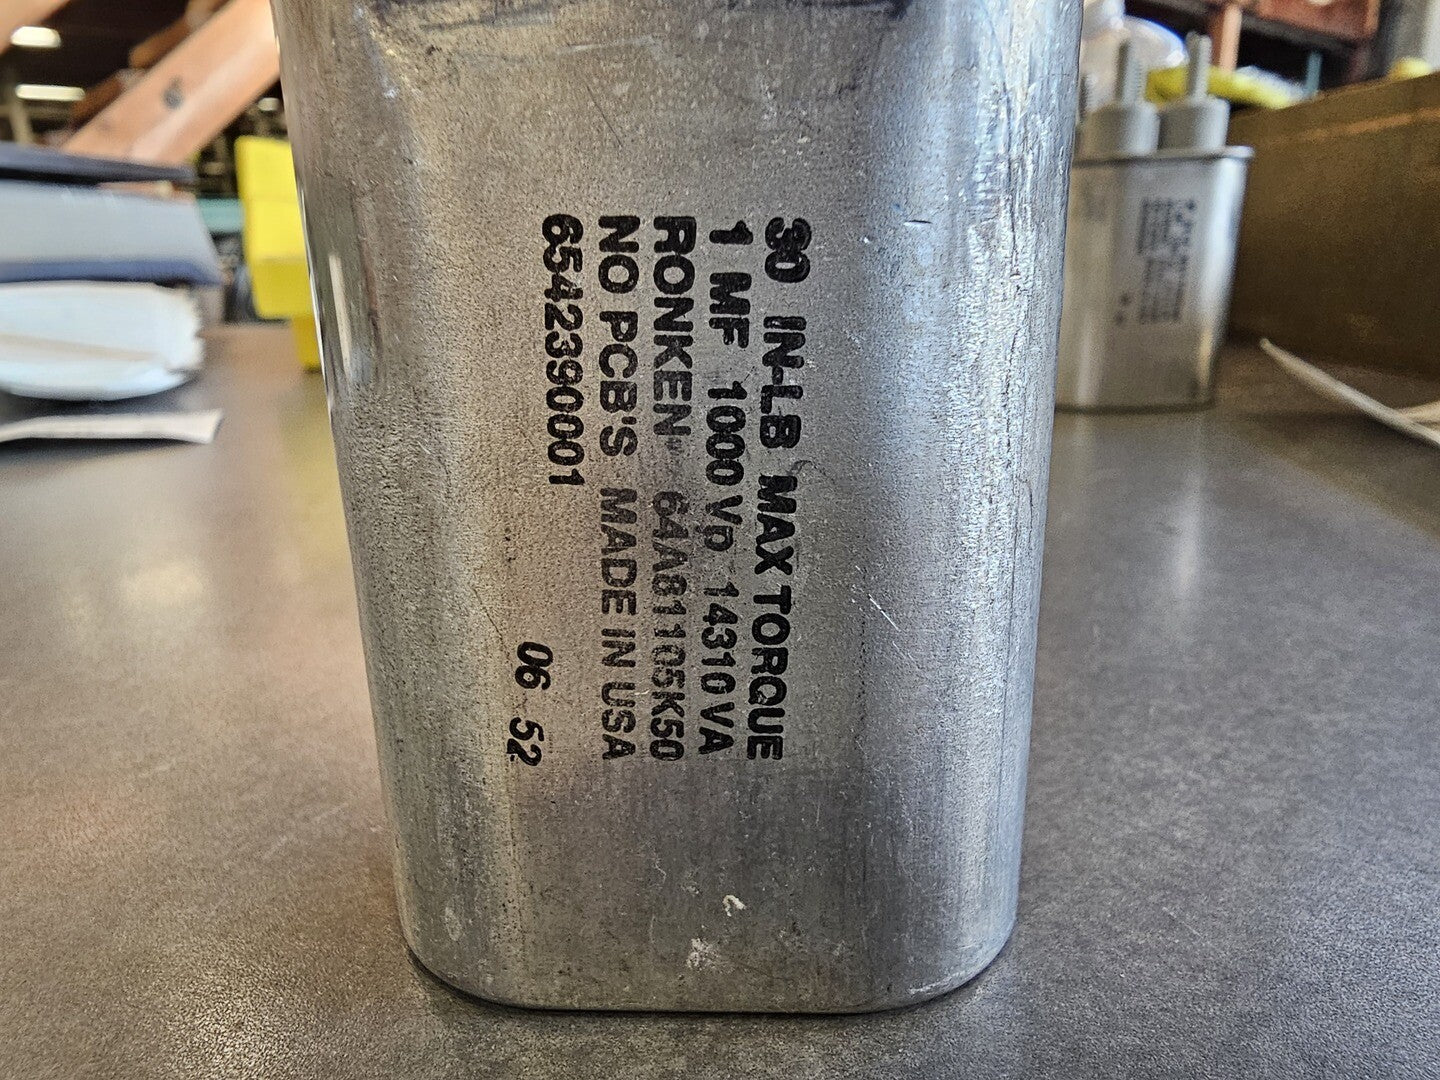 30 IN-LB MAX TORQUE
1 MF 1000 Vp 14310 VA
RONKEN 64A81105K50
NO PCB'S MADE IN USA
6542390001
06 52